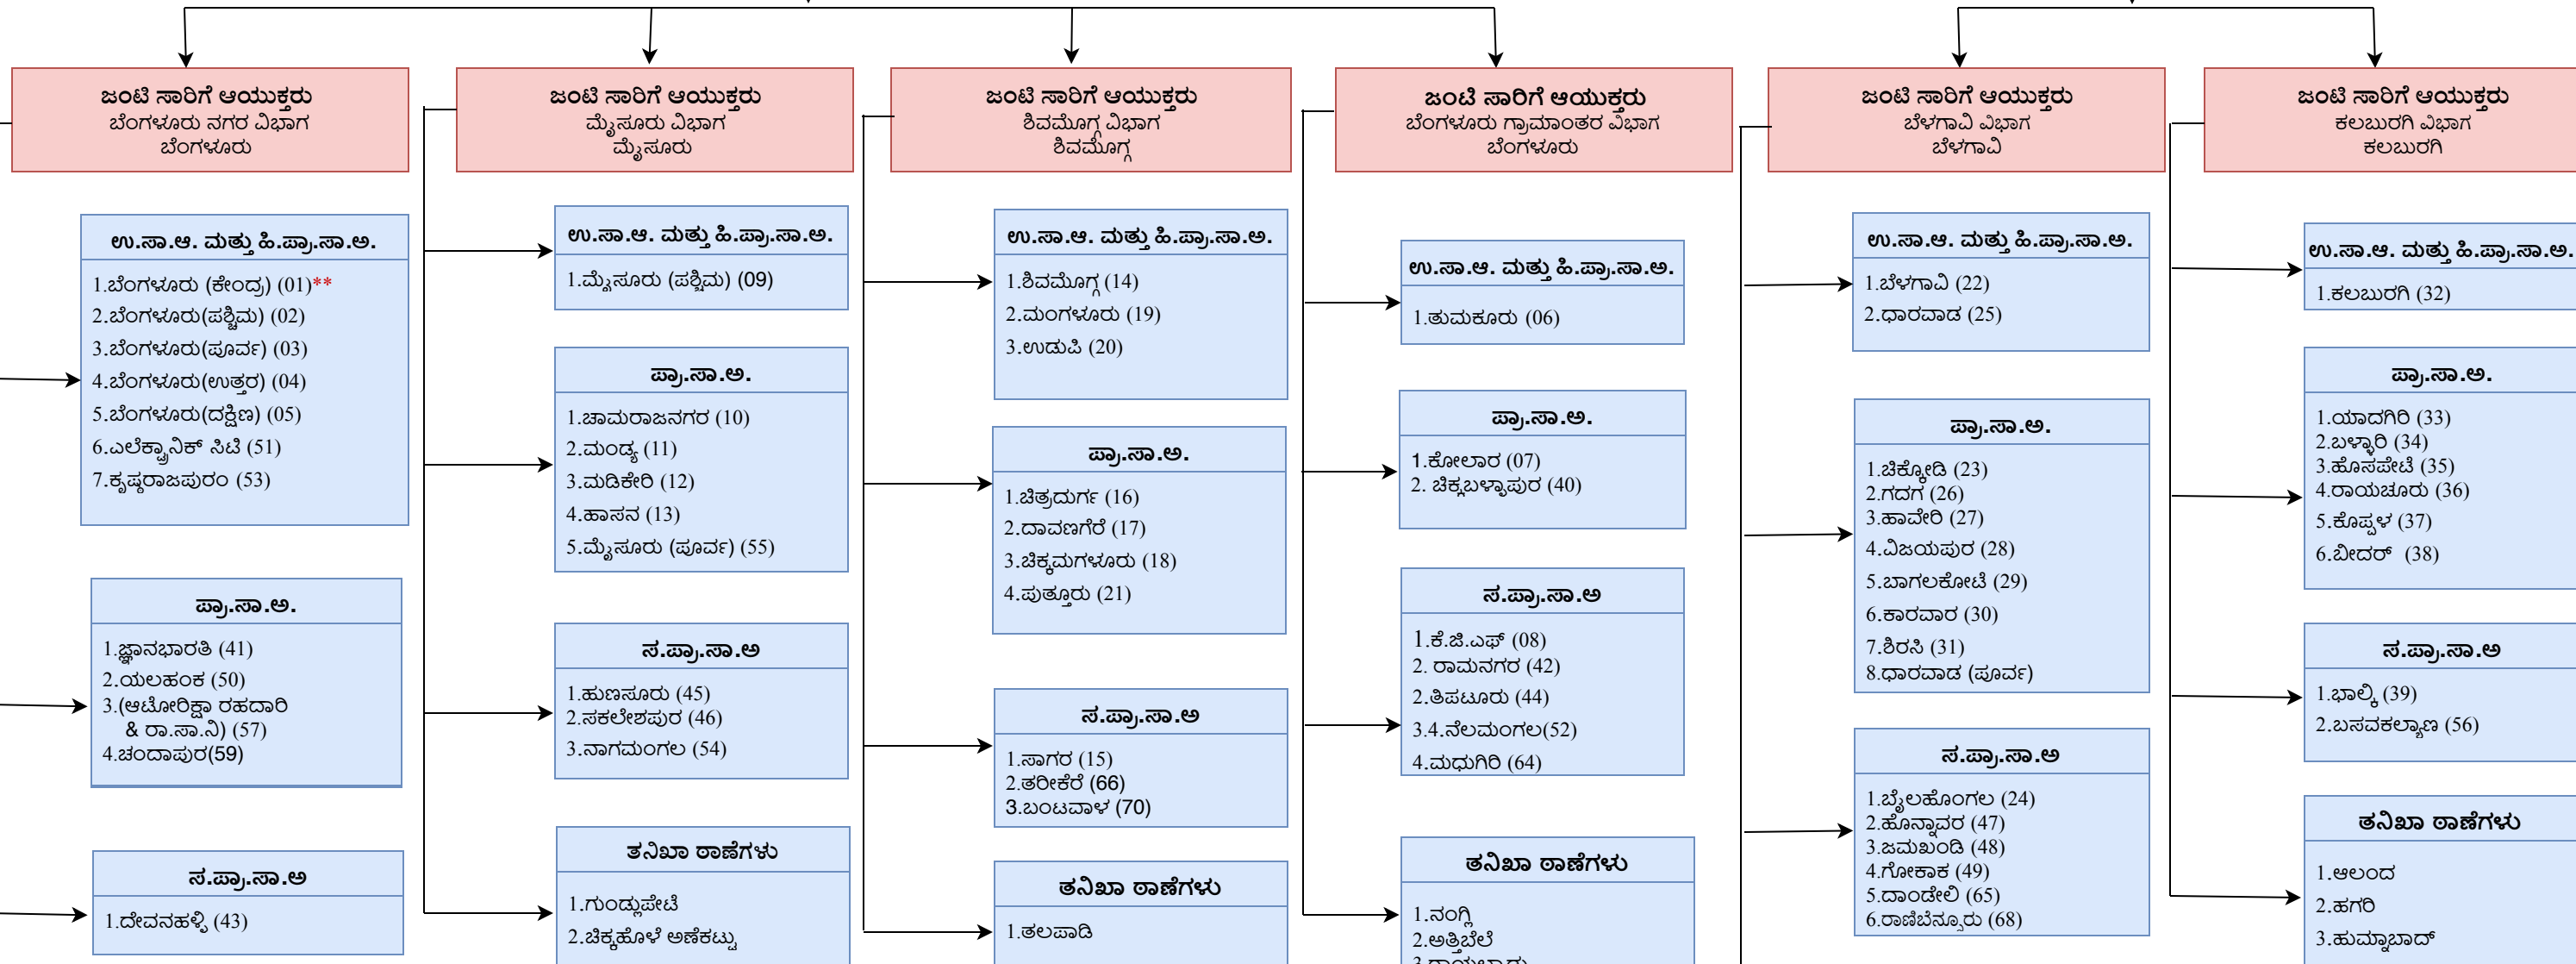 ಜಂಟಿ ಸಾರಿಗೆ ಆಯುಕ್ತರು
ಬೆಂಗಳೂರು ನಗರ ವಿಭಾಗ
ಬೆಂಗಳೂರು
ಉ.ಸಾ.ಆ. ಮತ್ತು ಹಿ.ಪ್ರಾ.ಸಾ.ಅ.
1.ಬೆಂಗಳೂರು (ಕೇಂದ್ರ) (01)**
2.ಬೆಂಗಳೂರು(ಪಶ್ಚಿಮ) (02)
3.ಬೆಂಗಳೂರು(ಪೂರ್ವ) (03)
4.ಬೆಂಗಳೂರು(ಉತ್ತರ) (04)
5.ಬೆಂಗಳೂರು(ದಕ್ಷಿಣ) (05)
6.ಎಲೆಕ್ಟ್ರಾನಿಕ್ ಸಿಟಿ (51)
7.ಕೃಷ್ಣರಾಜಪುರಂ (53)
ಪ್ರಾ.ಸಾ.ಅ.
1.ಜ್ಞಾನಭಾರತಿ (41)
2.ಯಲಹಂಕ (50)
3.(ಆಟೋರಿಕ್ಷಾ ರಹದಾರಿ
& ರಾ.ಸಾ.ನಿ) (57)
4.ಚಂದಾಪುರ(59)
ಸ.ಪ್ರಾ.ಸಾ.ಅ
1.ದೇವನಹಳ್ಳಿ (43)
ಜಂಟಿ ಸಾರಿಗೆ ಆಯುಕ್ತರು
ಮೈಸೂರು ವಿಭಾಗ
ಮೈಸೂರು
ಉ.ಸಾ.ಆ. ಮತ್ತು ಹಿ.ಪ್ರಾ.ಸಾ.ಅ.
1.ಮೈಸೂರು (ಪಶ್ಚಿಮ) (09)
ಪ್ರಾ.ಸಾ.ಅ.
1.ಚಾಮರಾಜನಗರ (10)
2.ಮಂಡ್ಯ (11)
3.ಮಡಿಕೇರಿ (12)
4.ಹಾಸನ (13)
5.ಮೈಸೂರು (ಪೂರ್ವ) (55)
ಸ.ಪ್ರಾ.ಸಾ.ಅ
1.ಹುಣಸೂರು (45)
2.ಸಕಲೇಶಪುರ (46)
3.ನಾಗಮಂಗಲ (54)
ತನಿಖಾ ಠಾಣೆಗಳು
1.ಗುಂಡ್ಲುಪೇಟೆ
2.ಚಿಕ್ಕಹೊಳೆ ಅಣೆಕಟ್ಟು
ಜಂಟಿ ಸಾರಿಗೆ ಆಯುಕ್ತರು
ಶಿವಮೊಗ್ಗ ವಿಭಾಗ
ಶಿವಮೊಗ್ಗ
ಉ.ಸಾ.ಆ. ಮತ್ತು ಹಿ.ಪ್ರಾ.ಸಾ.ಅ.
1.ಶಿವಮೊಗ್ಗ (14)
2.ಮಂಗಳೂರು (19)
3.ಉಡುಪಿ (20)
ಪ್ರಾ.ಸಾ.ಅ.
1.ಚಿತ್ರದುರ್ಗ (16)
2.ದಾವಣಗೆರೆ (17)
3.ಚಿಕ್ಕಮಗಳೂರು (18)
4.ಪುತ್ತೂರು (21)
ಸ.ಪ್ರಾ.ಸಾ.ಅ
1.ಸಾಗರ (15)
2.ತರೀಕೆರೆ (66)
3.ಬಂಟವಾಳ (70)
ತನಿಖಾ ಠಾಣೆಗಳು
1.ತಲಪಾಡಿ
ಜಂಟಿ ಸಾರಿಗೆ ಆಯುಕ್ತರು
ಬೆಂಗಳೂರು ಗ್ರಾಮಾಂತರ ವಿಭಾಗ
ಬೆಂಗಳೂರು
ಉ.ಸಾ.ಆ. ಮತ್ತು ಹಿ.ಪ್ರಾ.ಸಾ.ಅ.
1.ತುಮಕೂರು (06)
ಪ್ರಾ.ಸಾ.ಅ.
1.ಕೋಲಾರ (07)
2. ಚಿಕ್ಕಬಳ್ಳಾಪುರ (40)
ಸ.ಪ್ರಾ.ಸಾ.ಅ
1.ಕೆ.ಜಿ.ಎಫ್ (08)
2. ರಾಮನಗರ (42)
2.ತಿಪಟೂರು (44)
3.4.ನೆಲಮಂಗಲ(52)
4.ಮಧುಗಿರಿ (64)
ತನಿಖಾ ಠಾಣೆಗಳು
1.ನಂಗ್ಲಿ
2.ಅತ್ತಿಬೆಲೆ
ಜಂಟಿ ಸಾರಿಗೆ ಆಯುಕ್ತರು
ಬೆಳಗಾವಿ ವಿಭಾಗ
ಬೆಳಗಾವಿ
ಉ.ಸಾ.ಆ. ಮತ್ತು ಹಿ.ಪ್ರಾ.ಸಾ.ಅ.
1.ಬೆಳಗಾವಿ (22)
2.ಧಾರವಾಡ (25)
ಪ್ರಾ.ಸಾ.ಅ.
1.ಚಿಕ್ಕೋಡಿ (23)
2.ಗದಗ (26)
3.ಹಾವೇರಿ (27)
4.ವಿಜಯಪುರ (28)
5.ಬಾಗಲಕೋಟೆ (29)
6.ಕಾರವಾರ (30)
7.ಶಿರಸಿ (31)
8.ಧಾರವಾಡ (ಪೂರ್ವ)
ಸ.ಪ್ರಾ.ಸಾ.ಅ
1.ಬೈಲಹೊಂಗಲ (24)
2.ಹೊನ್ನಾವರ (47)
3.ಜಮಖಂಡಿ (48)
4.ಗೋಕಾಕ (49)
5.ದಾಂಡೇಲಿ (65)
6.ರಾಣಿಬೆನ್ನೂರು (68)
ಜಂಟಿ ಸಾರಿಗೆ ಆಯುಕ್ತರು
ಕಲಬುರಗಿ ವಿಭಾಗ
ಕಲಬುರಗಿ
ಉ.ಸಾ.ಆ. ಮತ್ತು ಹಿ.ಪ್ರಾ.ಸಾ.ಅ.
1.ಕಲಬುರಗಿ (32)
ಪ್ರಾ.ಸಾ.ಅ.
1.ಯಾದಗಿರಿ (33)
2.ಬಳ್ಳಾರಿ (34)
3.ಹೊಸಪೇಟೆ (35)
4.ರಾಯಚೂರು (36)
5.ಕೊಪ್ಪಳ (37)
6.ಬೀದರ್ (38)
ಸ.ಪ್ರಾ.ಸಾ.ಅ
1.ಭಾಲ್ಕಿ (39)
2.ಬಸವಕಲ್ಯಾಣ (56)
ತನಿಖಾ ಠಾಣೆಗಳು
1.ಆಲಂದ
2.ಹಗರಿ
3.ಹುಮ್ನಾಬಾದ್